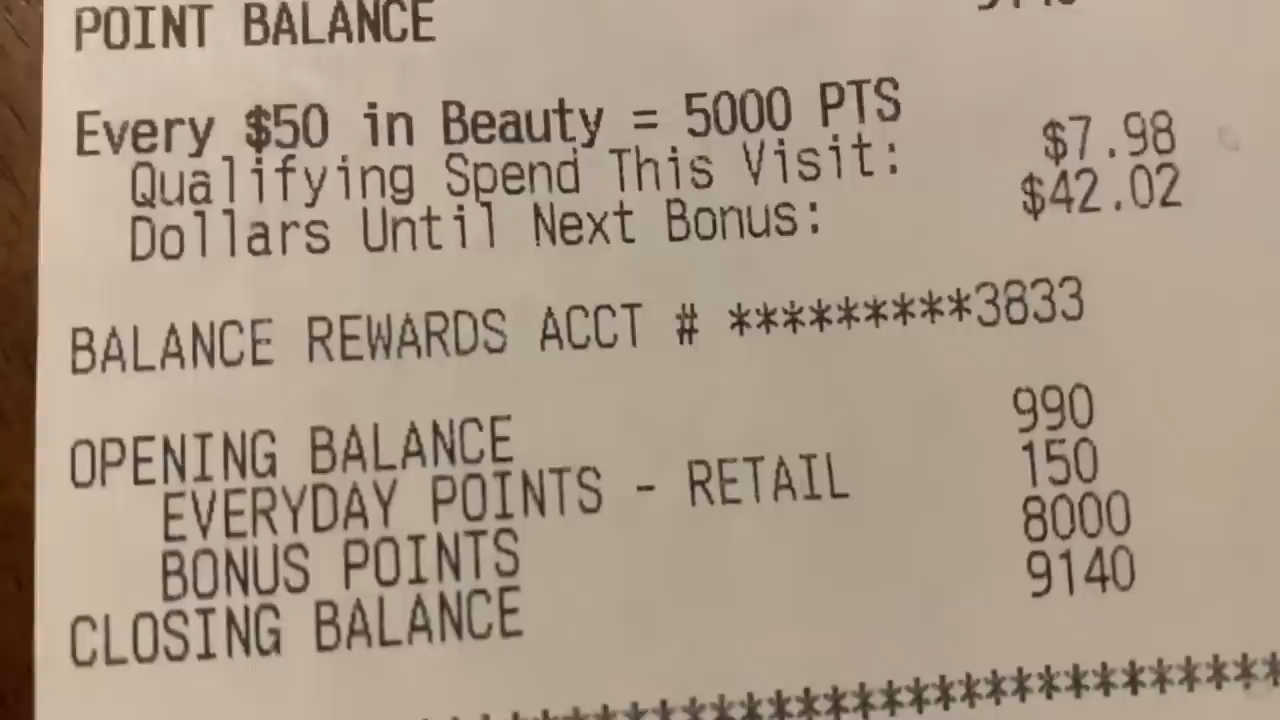 POINT BALANCE
Every $50 in Beauty = 5000 PTS
Qualifying Spend This Visit: $7.98
Dollars Until Next Bonus: $42.02
BALANCE REWARDS ACCT # *********3833
OPENING BALANCE 990
EVERYDAY POINTS - RETAIL 150
BONUS POINTS 8000
CLOSING BALANCE 9140